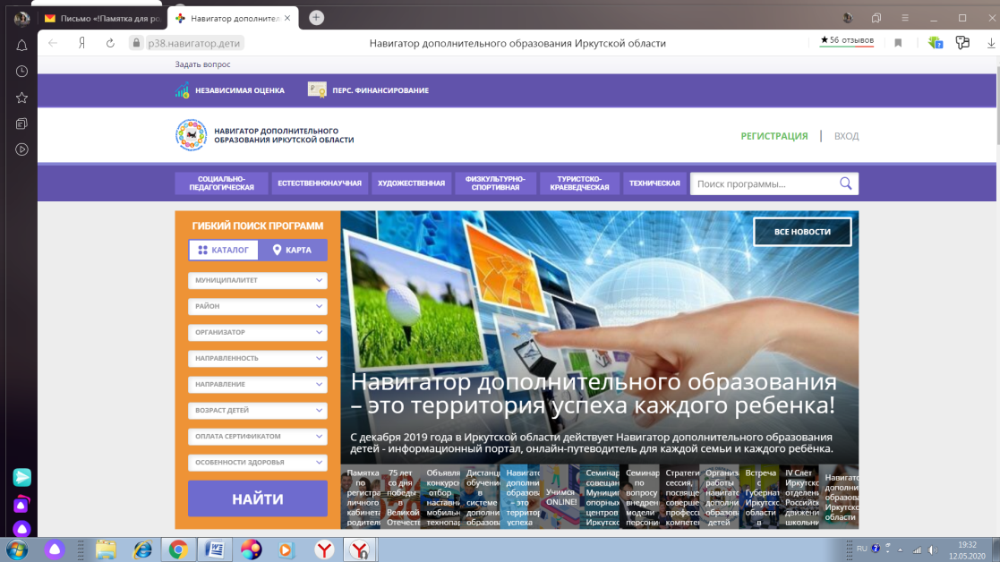 Письмо «!Памятка для ро
Навигатор дополнител
p38.навигатор.дети
Навигатор дополнительного образования Иркутской области
56 отзывов
Задать вопрос
НЕЗАВИСИМАЯ ОЦЕНКА
ПЕРС. ФИНАНСИРОВАНИЕ
НАВИГАТОР ДОПОЛНИТЕЛЬНОГО
ОБРАЗОВАНИЯ ИРКУТСКОЙ ОБЛАСТИ
РЕГИСТРАЦИЯ
ВХОД
СОЦИАЛЬНО-
ПЕДАГОГИЧЕСКАЯ
ЕСТЕСТВЕННОНАУЧНАЯ
ХУДОЖЕСТВЕННАЯ
ФИЗКУЛЬТУРНО-
СПОРТИВНАЯ
ТУРИСТСКО-
КРАЕВЕДЧЕСКАЯ
ТЕХНИЧЕСКАЯ
Поиск программы...
ГИБКИЙ ПОИСК ПРОГРАММ
КАТАЛОГ
КАРТА
МУНИЦИПАЛИТЕТ
РАЙОН
ОРГАНИЗАТОР
НАПРАВЛЕННОСТЬ
НАПРАВЛЕНИЕ
ВОЗРАСТ ДЕТЕЙ
ОПЛАТА СЕРТИФИКАТОМ
ОСОБЕННОСТИ ЗДОРОВЬЯ
НАЙТИ
ВСЕ НОВОСТИ
Навигатор дополнительного образования
– это территория успеха каждого ребенка!
С декабря 2019 года в Иркутской области действует Навигатор дополнительного образования
детей - информационный портал, онлайн-путеводитель для каждой семьи и каждого ребёнка.
Памятка
по
регистра
личного
кабинета
родителя
75 лет
со дня
победы
в
Великой
Отечест
Объявля
конкурс
отбор
наставни
мобильн
технопар
Дистанц
обучени
в
системе
дополни
образова
Навигато
дополни
образова
- это
территор
успеха
Учимся
ONLINE!
Семинар
совещан
Муницип
опорных
центров
Иркутско
Семинар
по
вопросу
внедрен
модели
персони
Стратеги
сессия,
посвяще
соверше
професс
компетен
Организ
работы
навигато
дополни
образова
детей
Встреча
с
Губернат
Иркутско
области
в
IV Слёт
Иркутско
отделен
Российск
движени
школьни
Навигато
дополни
образова
Иркутско
области
RU
19:32
12.05.2020